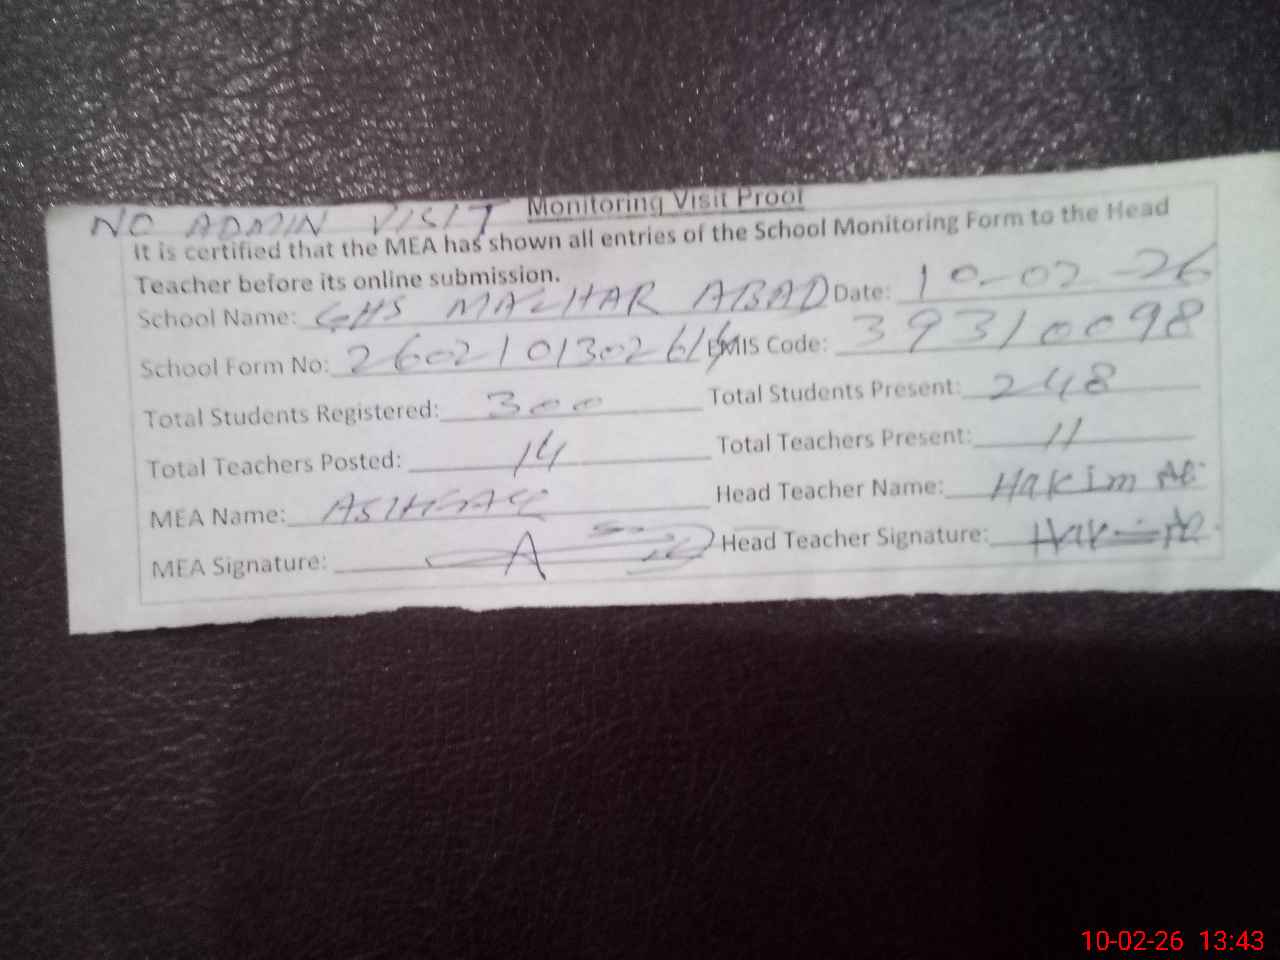 NO ADMIN VISIT Monitoring Visit Proof
It is certified that the MEA has shown all entries of the School Monitoring Form to the Head
Teacher before its online submission.
School Name: GHS MAZHAR ABAD Date: 10-02-26
School Form No: EMIS Code: 39310098
Total Students Registered: 300 Total Students Present: 248
Total Teachers Posted: 14 Total Teachers Present: 11
MEA Name: Head Teacher Name: Hakim Ali
MEA Signature: A Head Teacher Signature:
10-02-26 13:43